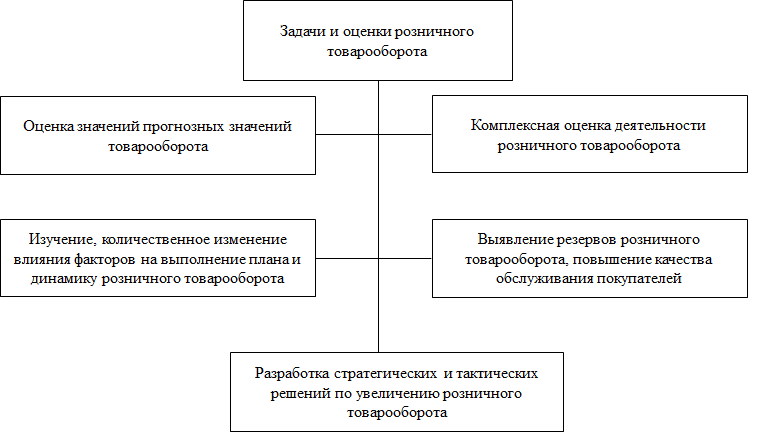 Задачи и оценки розничного
товарооборота
Оценка значений прогнозных значений
товарооборота
Комплексная оценка деятельности
розничного товарооборота
Изучение, количественное изменение
влияния факторов на выполнение плана и
динамику розничного товарооборота
Выявление резервов розничного
товарооборота, повышение качества
обслуживания покупателей
Разработка стратегических и тактических
решений по увеличению розничного
товарооборота